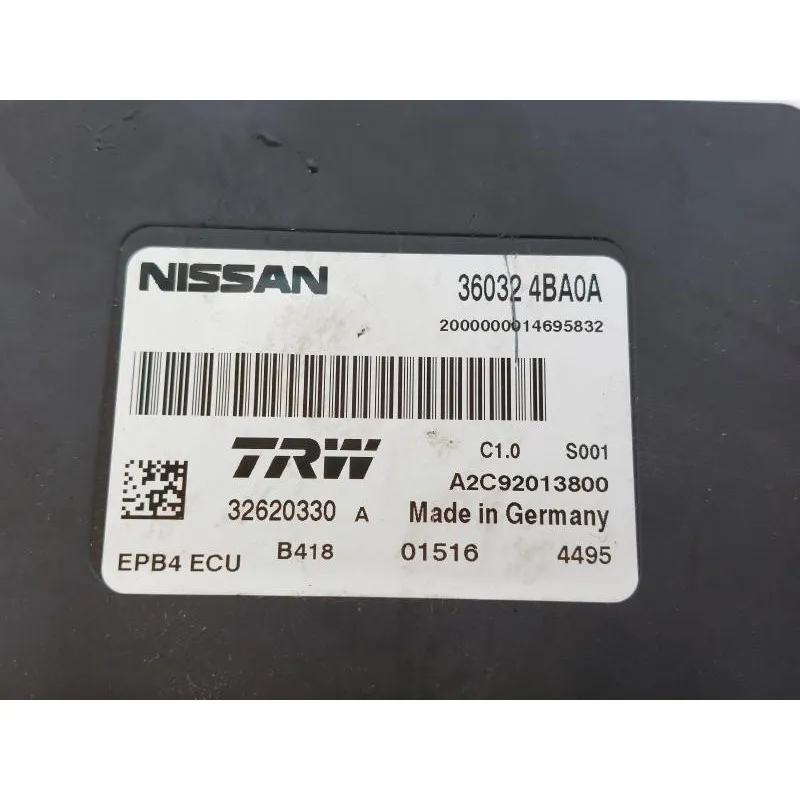 NISSAN 36032 4BA0A
2000000014695832
TRW C1.0 S001
A2C92013800
32620330 A Made in Germany
EPB4 ECU B418 01516 4495